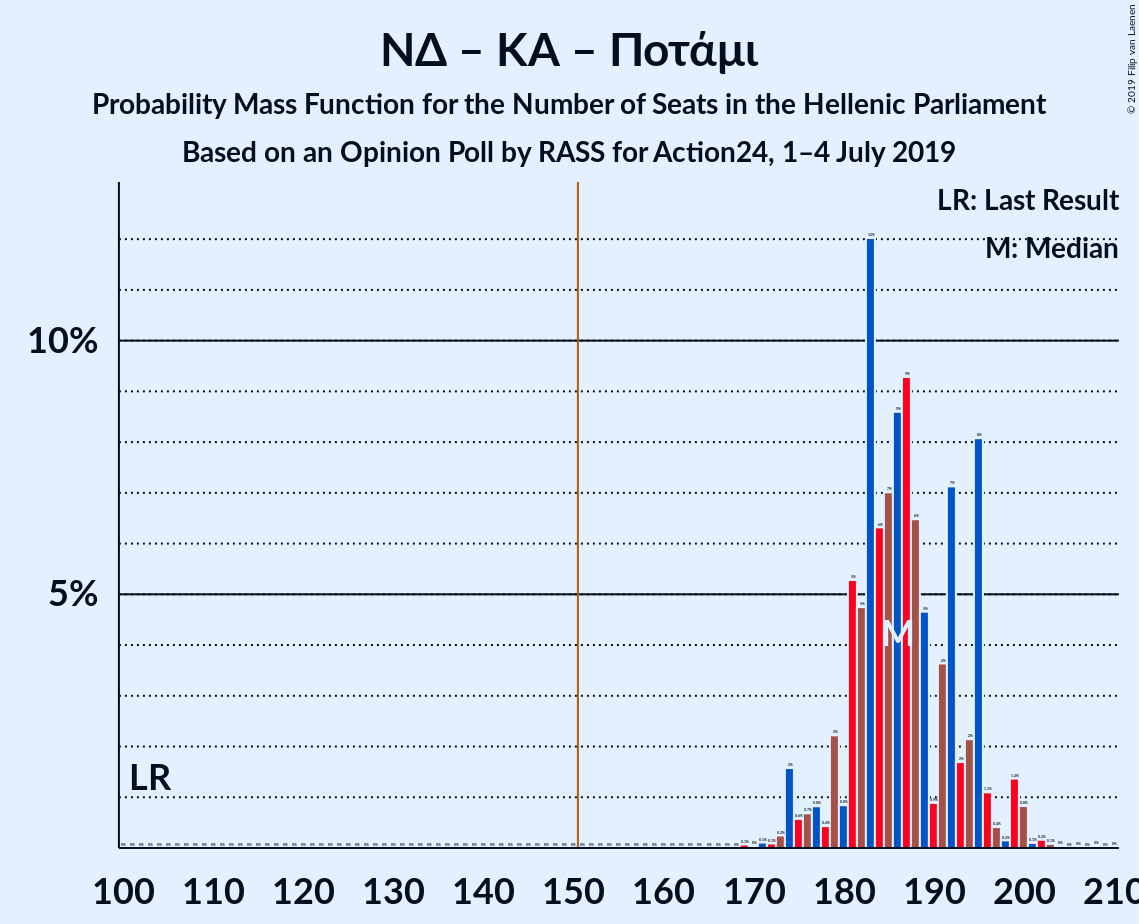 ΝΔ – ΚΑ – Ποτάμι
Probability Mass Function for the Number of Seats in the Hellenic Parliament
Based on an Opinion Poll by RASS for Action24, 1–4 July 2019
© 2019 Filip van Laenen
LR: Last Result
M: Median
10%
5%
LR
M
100 110 120 130 140 150 160 170 180 190 200 210